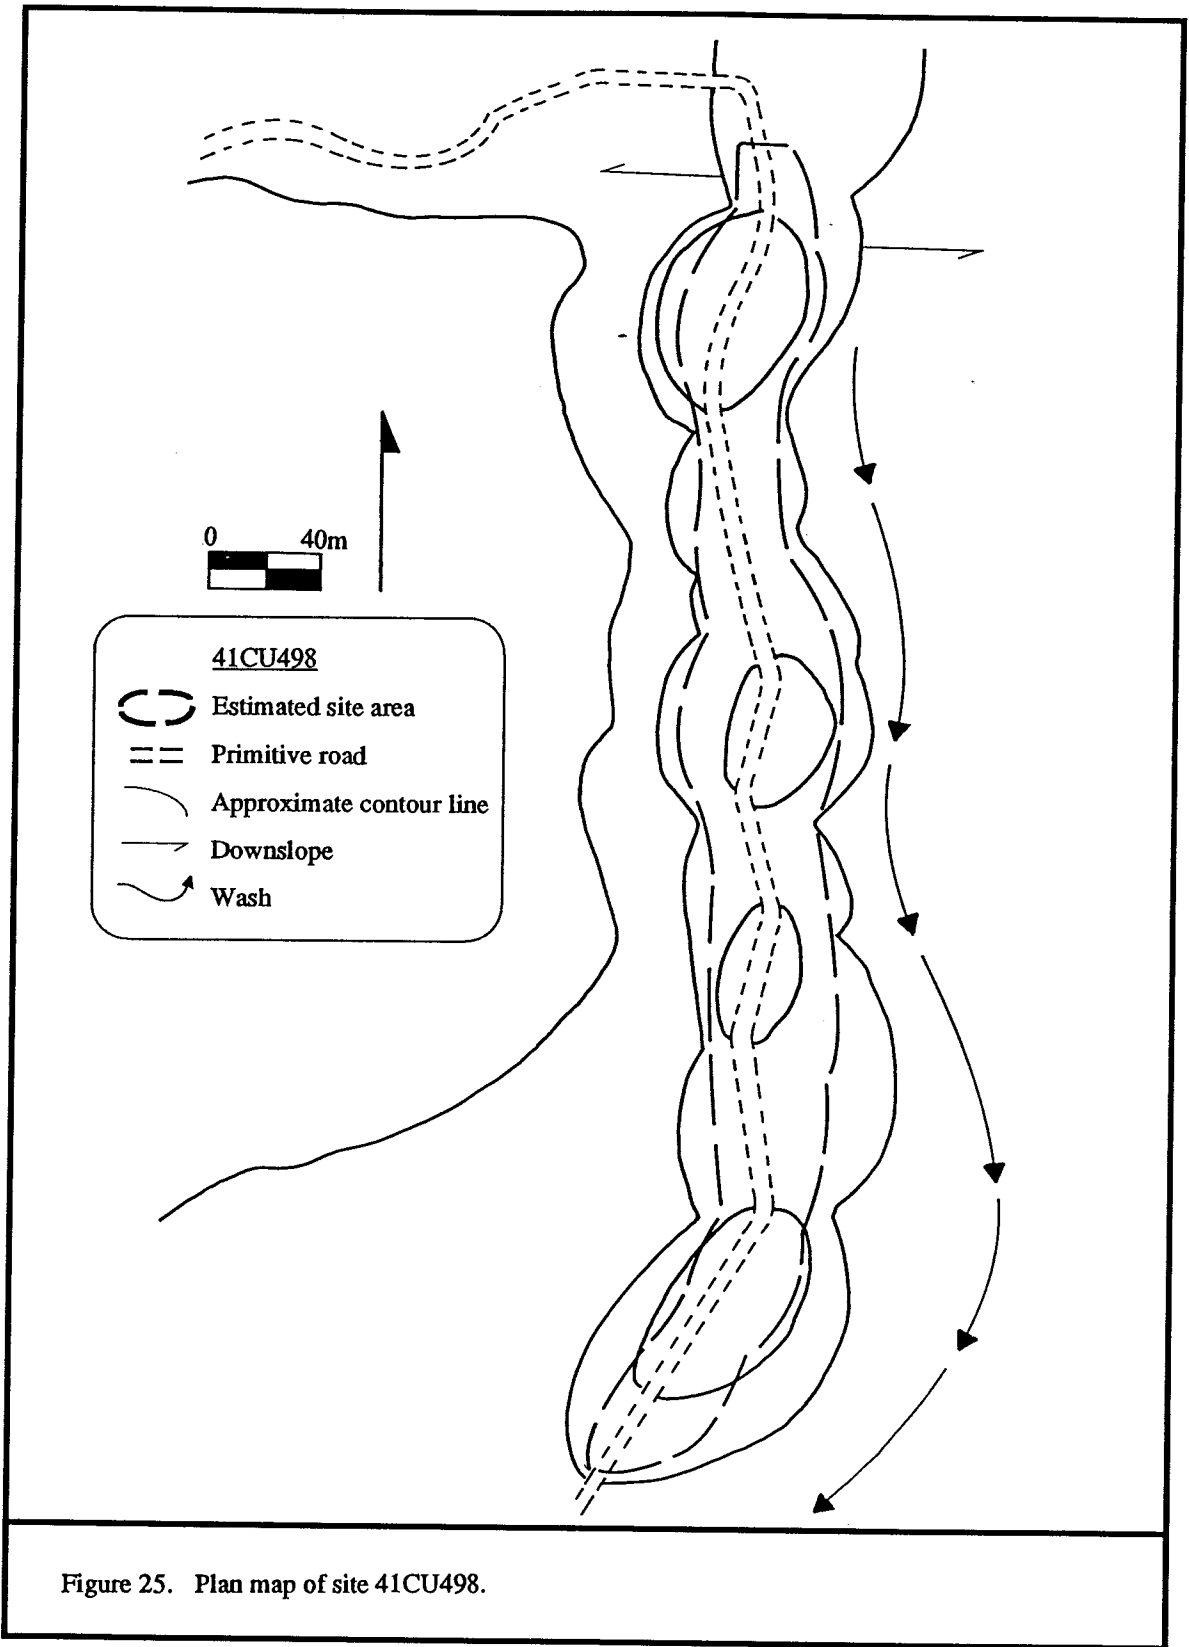 0 40m
41CU498
Estimated site area
Primitive road
Approximate contour line
Downslope
Wash
Figure 25. Plan map of site 41CU498.